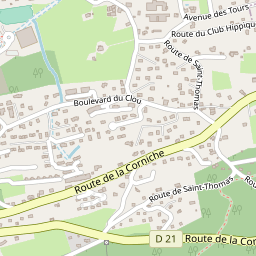 Avenue des Tours
Route du Club Hippique
Route de Saint-Thomas
Boulevard du Clou
Route de la Corniche
Route de Saint-Thomas
D 21
Route de la Cor